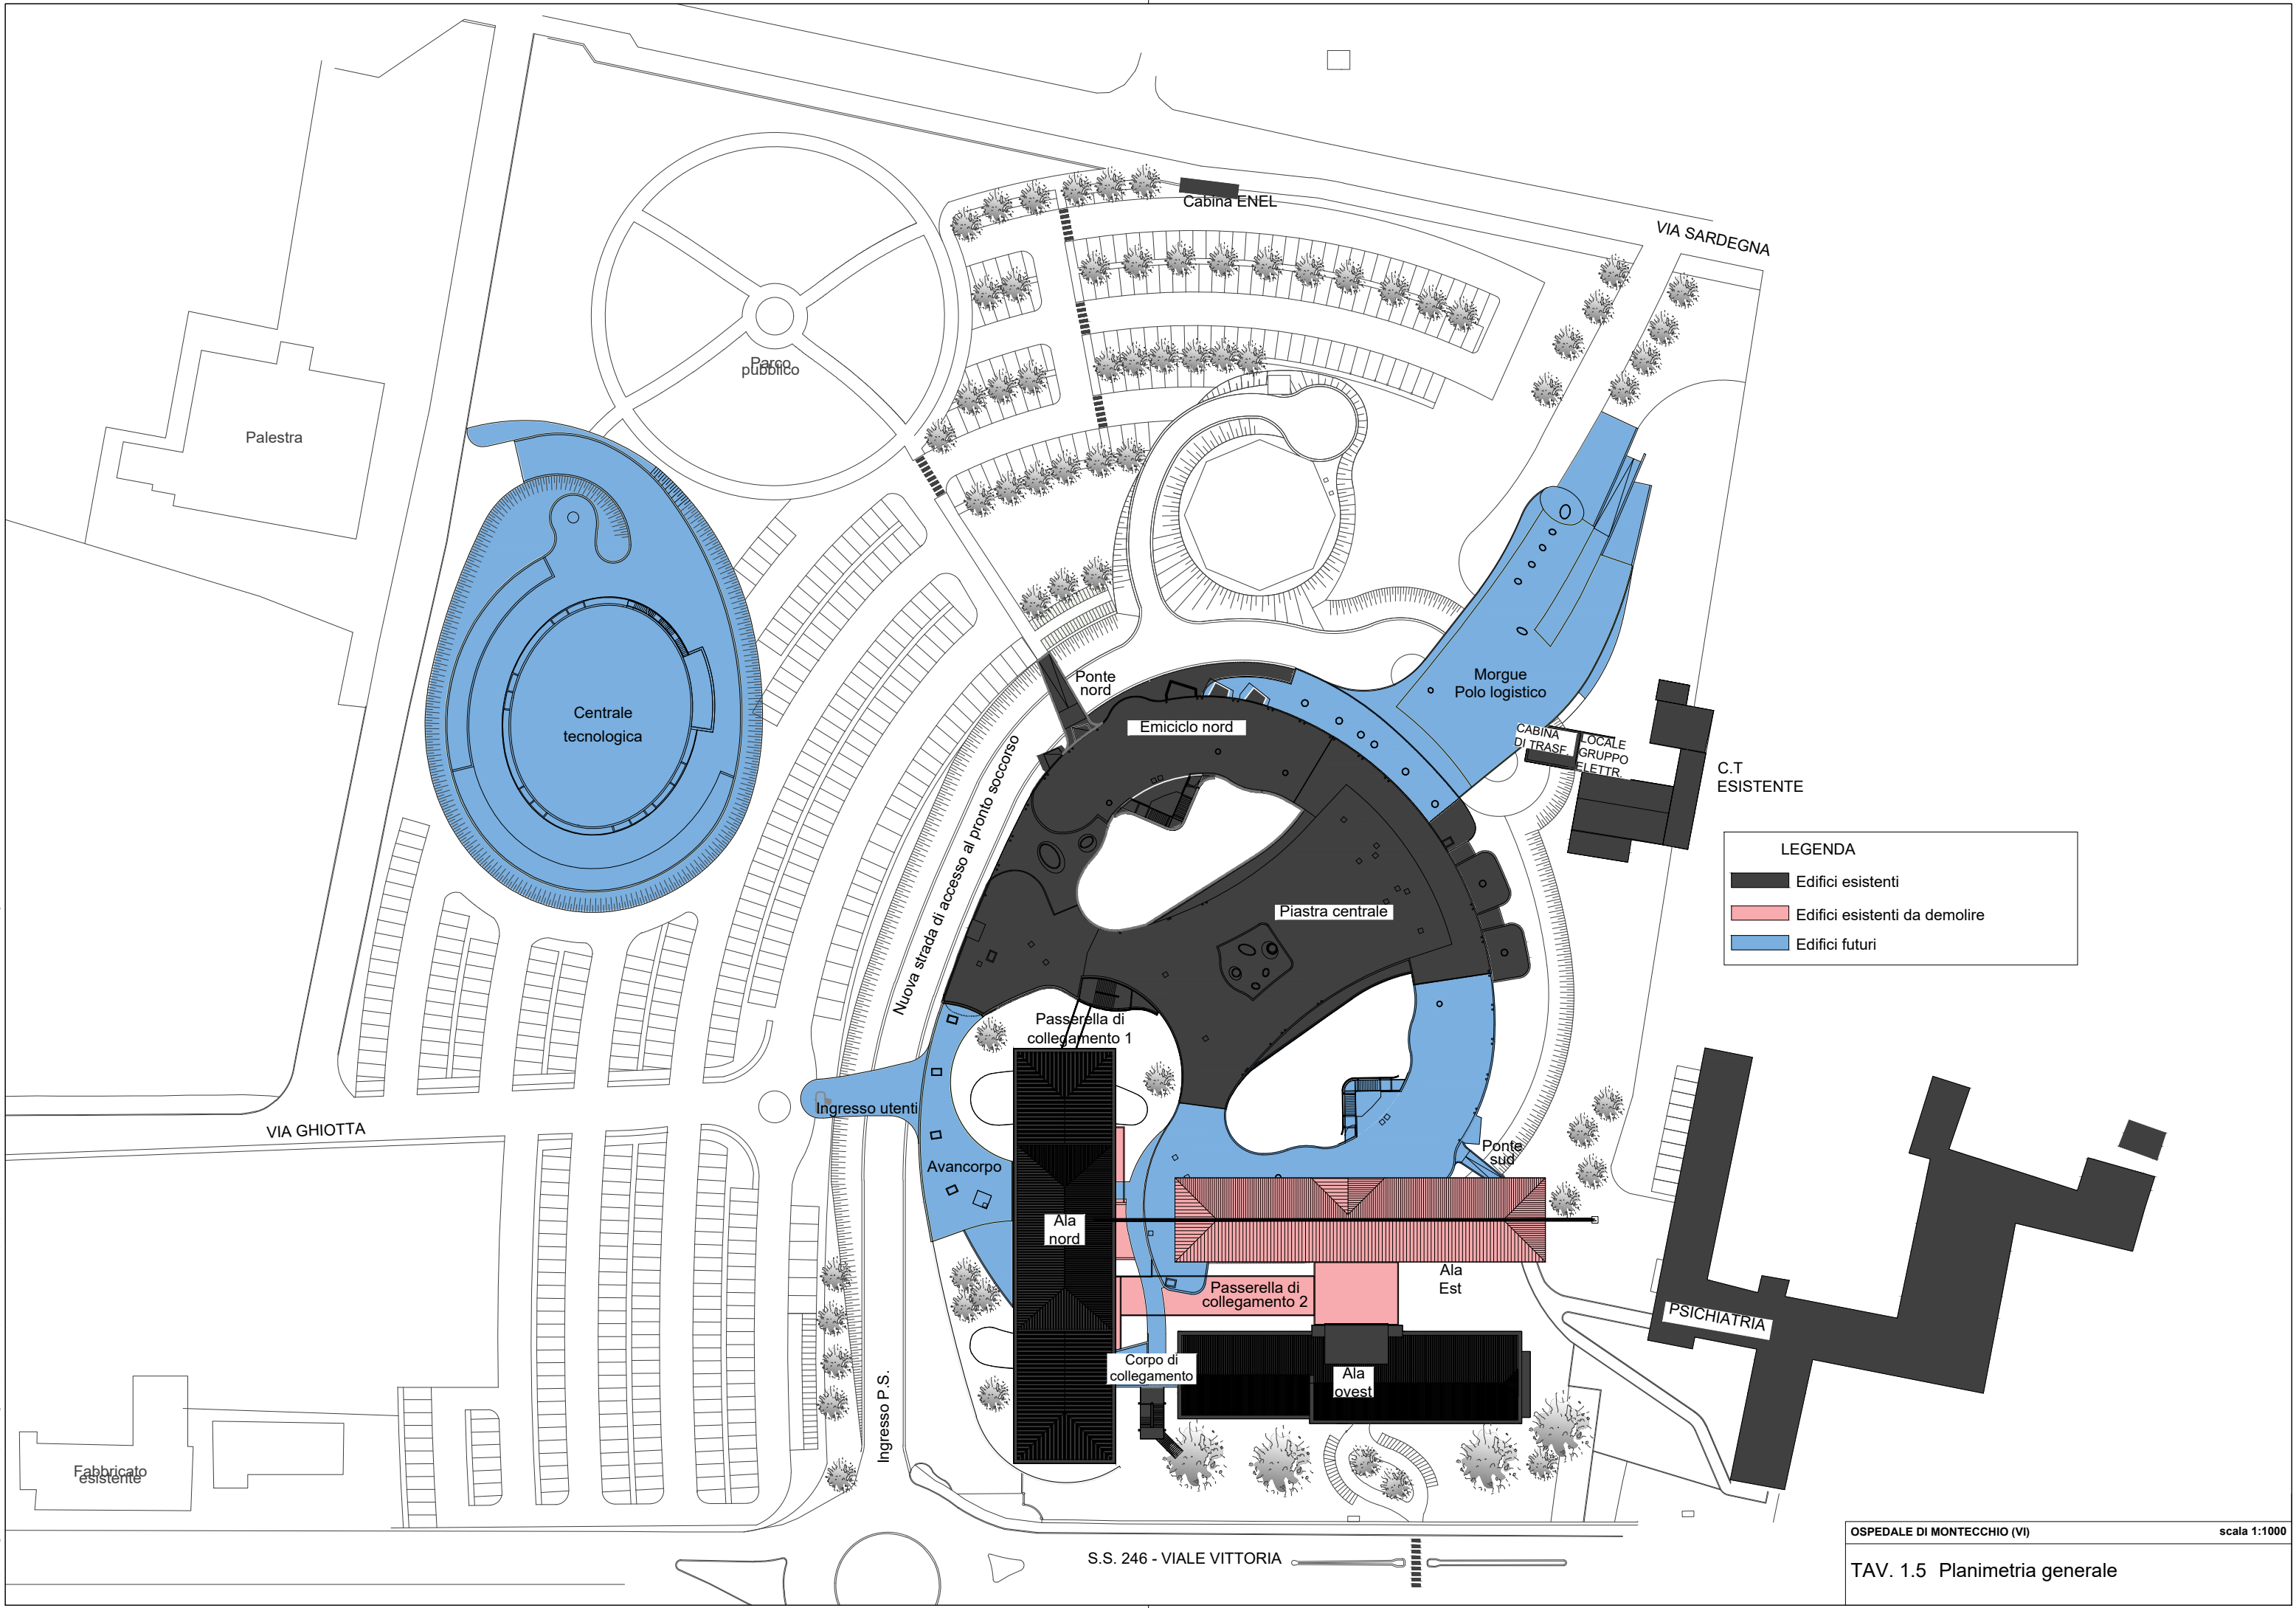 Cabina ENEL
VIA SARDEGNA
Parco
pubblico
Palestra
Ponte
nord
Morgue
Polo logistico
Centrale
tecnologica
Emiciclo nord
CABINA
DI TRASF.
LOCALE
GRUPPO
ELETTR.
C.T
ESISTENTE
Nuova strada di accesso al pronto soccorso
LEGENDA
Edifici esistenti
Edifici esistenti da demolire
Edifici futuri
Piastra centrale
Passerella di
collegamento 1
Ingresso utenti
VIA GHIOTTA
Avancorpo
Ponte
sud
Ala
nord
Ala
Est
Passerella di
collegamento 2
PSICHIATRIA
Corpo di
collegamento
Ala
ovest
Ingresso P.S.
Fabbricato
esistente
S.S. 246 - VIALE VITTORIA
OSPEDALE DI MONTECCHIO (VI)
scala 1:1000
TAV. 1.5 Planimetria generale